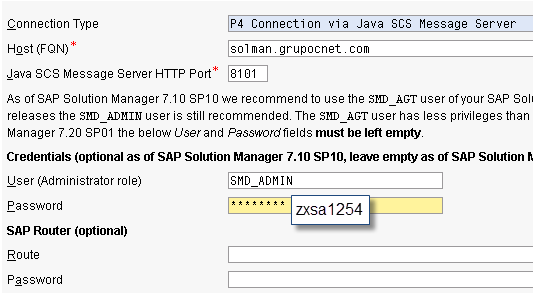 Connection Type P4 Connection via Java SCS Message Server
Host (FQN)* solman.grupocnet.com
Java SCS Message Server HTTP Port* 8101
As of SAP Solution Manager 7.10 SP10 we recommend to use the SMD_AGT user of your SAP Solu
releases the SMD_ADMIN user is still recommended. The SMD_AGT user has less privileges than
Manager 7.20 SP01 the below User and Password fields must be left empty.
Credentials (optional as of SAP Solution Manager 7.10 SP10, leave empty as of SAP Solution M
User (Administrator role) SMD_ADMIN
Password ******** zxsa1254
SAP Router (optional)
Route
Password